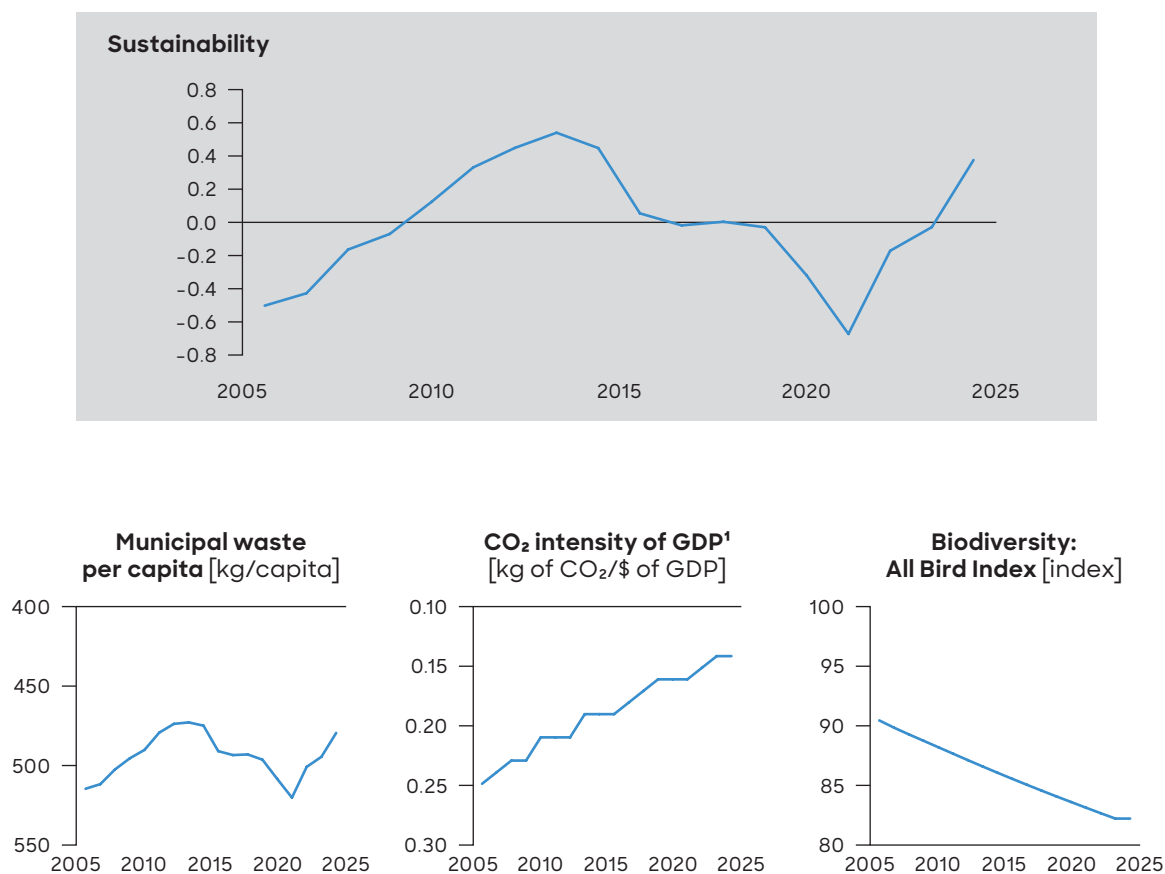 Sustainability
0.8
0.6
0.4
0.2
0.0
-0.2
-0.4
-0.6
-0.8
2005 2010 2015 2020 2025
Municipal waste
per capita [kg/capita]
400
450
500
550
2005 2010 2015 2020 2025
CO₂ intensity of GDP¹
[kg of CO₂/$ of GDP]
0.10
0.15
0.20
0.25
0.30
2005 2010 2015 2020 2025
Biodiversity:
All Bird Index [index]
100
95
90
85
80
2005 2010 2015 2020 2025